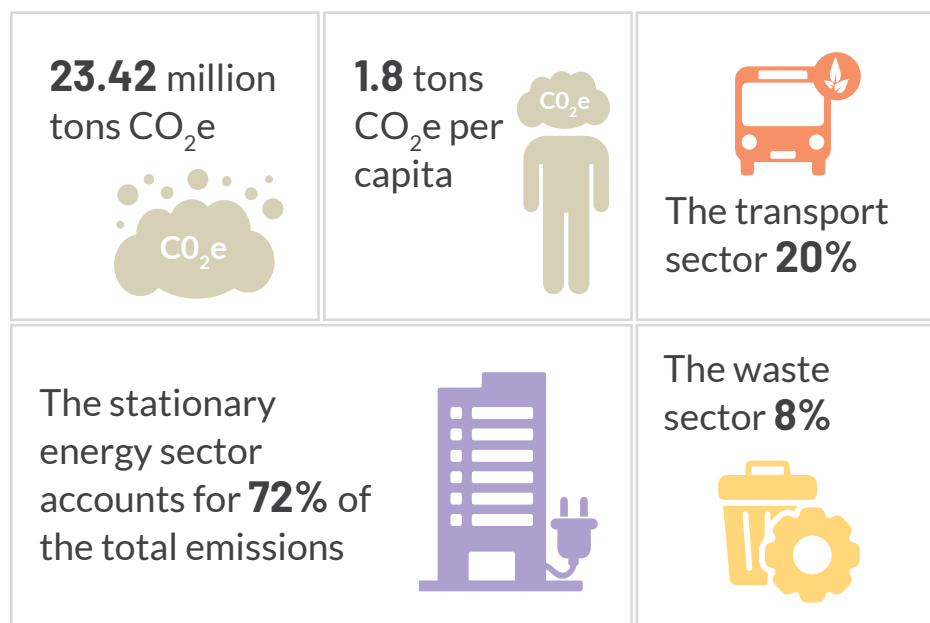 23.42 million
tons CO₂e
C0₂e
1.8 tons
CO₂e per
capita
C0₂e
The transport
sector 20%
The stationary
energy sector
accounts for 72% of
the total emissions
The waste
sector 8%